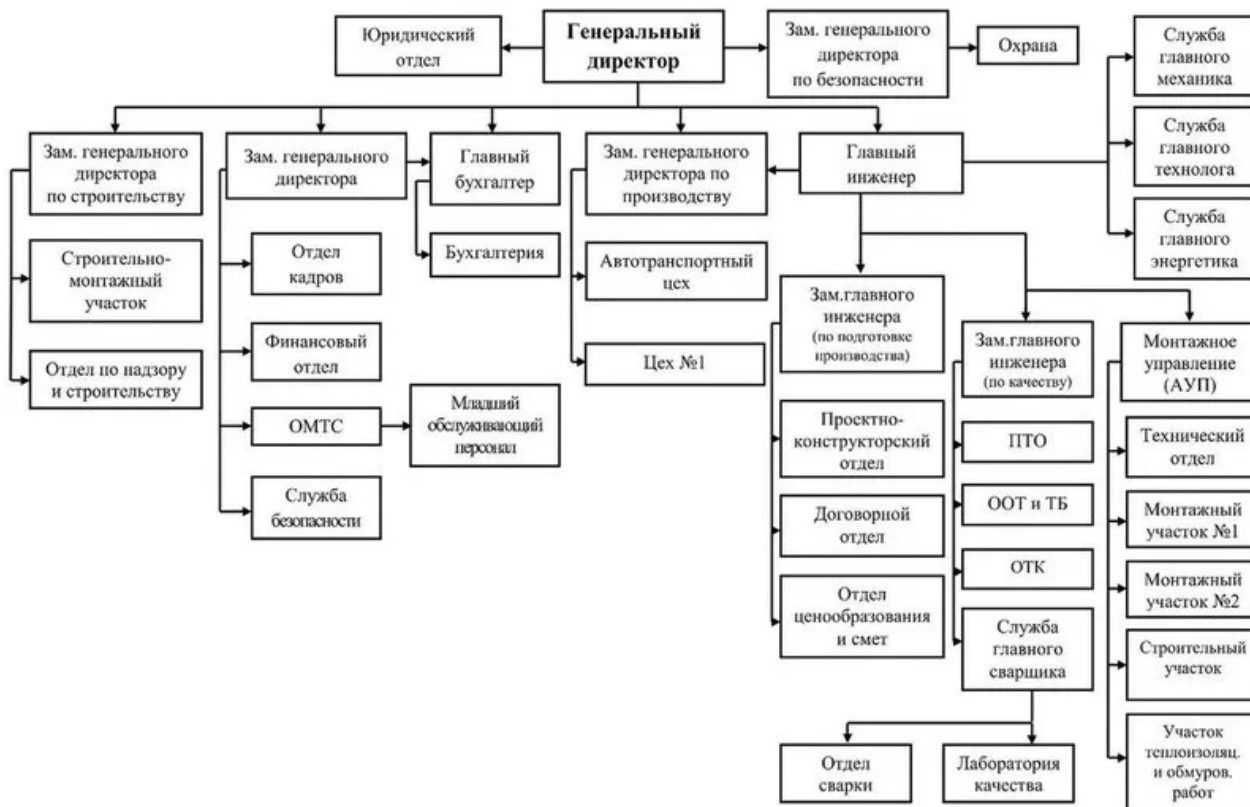 Юридический
отдел
Генеральный
директор
Зам. генерального
директора
по безопасности
Охрана
Служба
главного
механика
Зам. генерального
директора
по строительству
Зам. генерального
директора
Главный
бухгалтер
Зам. генерального
директора по
производству
Главный
инженер
Служба
главного
технолога
Строительно-
монтажный
участок
Отдел
кадров
Бухгалтерия
Автотранспортный
цех
Служба
главного
энергетика
Зам.главного
инженера
(по подготовке
производства)
Зам.главного
инженера
(по качеству)
Монтажное
управление
(АУП)
Отдел по надзору
и строительству
Финансовый
отдел
Цех №1
ОМТС
Младший
обслуживающий
персонал
Проектно-
конструкторский
отдел
ПТО
Технический
отдел
Служба
безопасности
Договорной
отдел
ООТ и ТБ
Монтажный
участок №1
Отдел
ценообразования
и смет
ОТК
Монтажный
участок №2
Служба
главного
сварщика
Строительный
участок
Отдел
сварки
Лаборатория
качества
Участок
теплоизоляц.
и обмуров.
работ